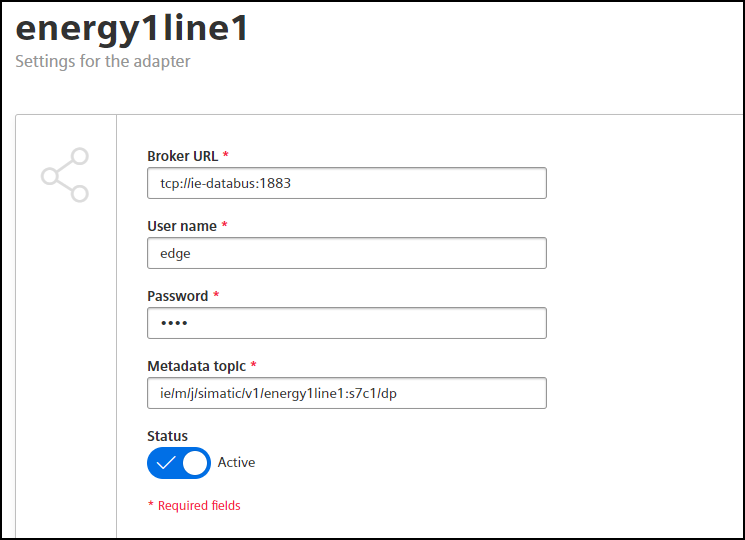 energy1line1
Settings for the adapter
Broker URL *
tcp://ie-databus:1883
User name *
edge
Password *
••••
Metadata topic *
ie/m/j/simatic/v1/energy1line1:s7c1/dp
Status
Active
* Required fields